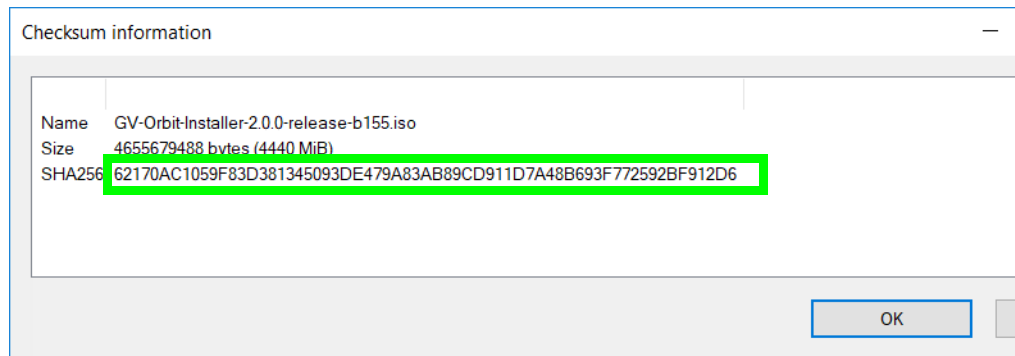 Checksum information
Name GV-Orbit-Installer-2.0.0-release-b155.iso
Size 4655679488 bytes (4440 MiB)
SHA256 62170AC1059F83D381345093DE479A83AB89CD911D7A48B693F772592BF912D6
OK